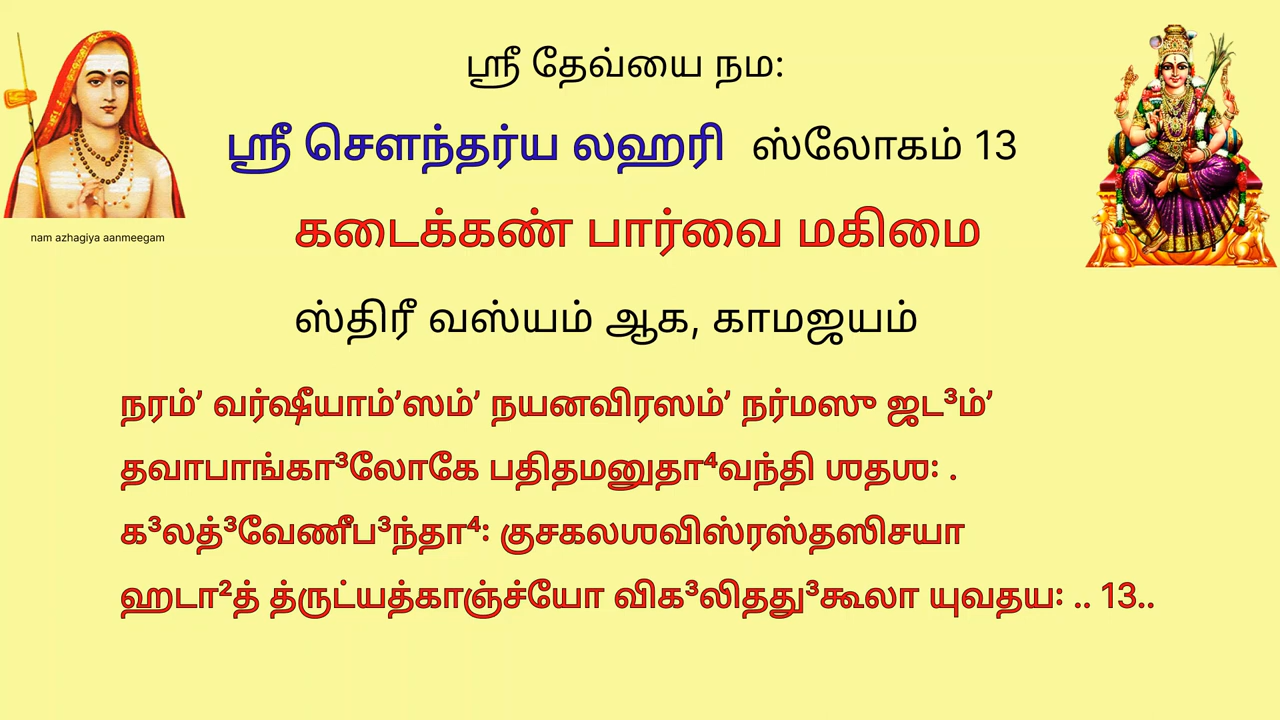 ஸ்ரீ தேவ்யை நம:
ஸ்ரீ சௌந்தர்ய லஹரி ஸ்லோகம் 13
nam azhagiya aanmeegam
கடைக்கண் பார்வை மகிமை
ஸ்திரீ வஸ்யம் ஆக, காமஜயம்
நரம்ʼ வர்ஷீயாம்ʼஸம்ʼ நயனவிரஸம்ʼ நர்மஸு ஜட³ம்ʼ
தவாபாங்கா³லோகே பதிதமனுதா⁴வந்தி ஶதஶ꞉ .
க³லத்³வேணீப³ந்தா⁴꞉ குசகலஶவிஸ்ரஸ்தஸிசயா
ஹடா²த் த்ருட்யத்காஞ்ச்யோ விக³லிதது³கூலா யுவதய꞉ .. 13..